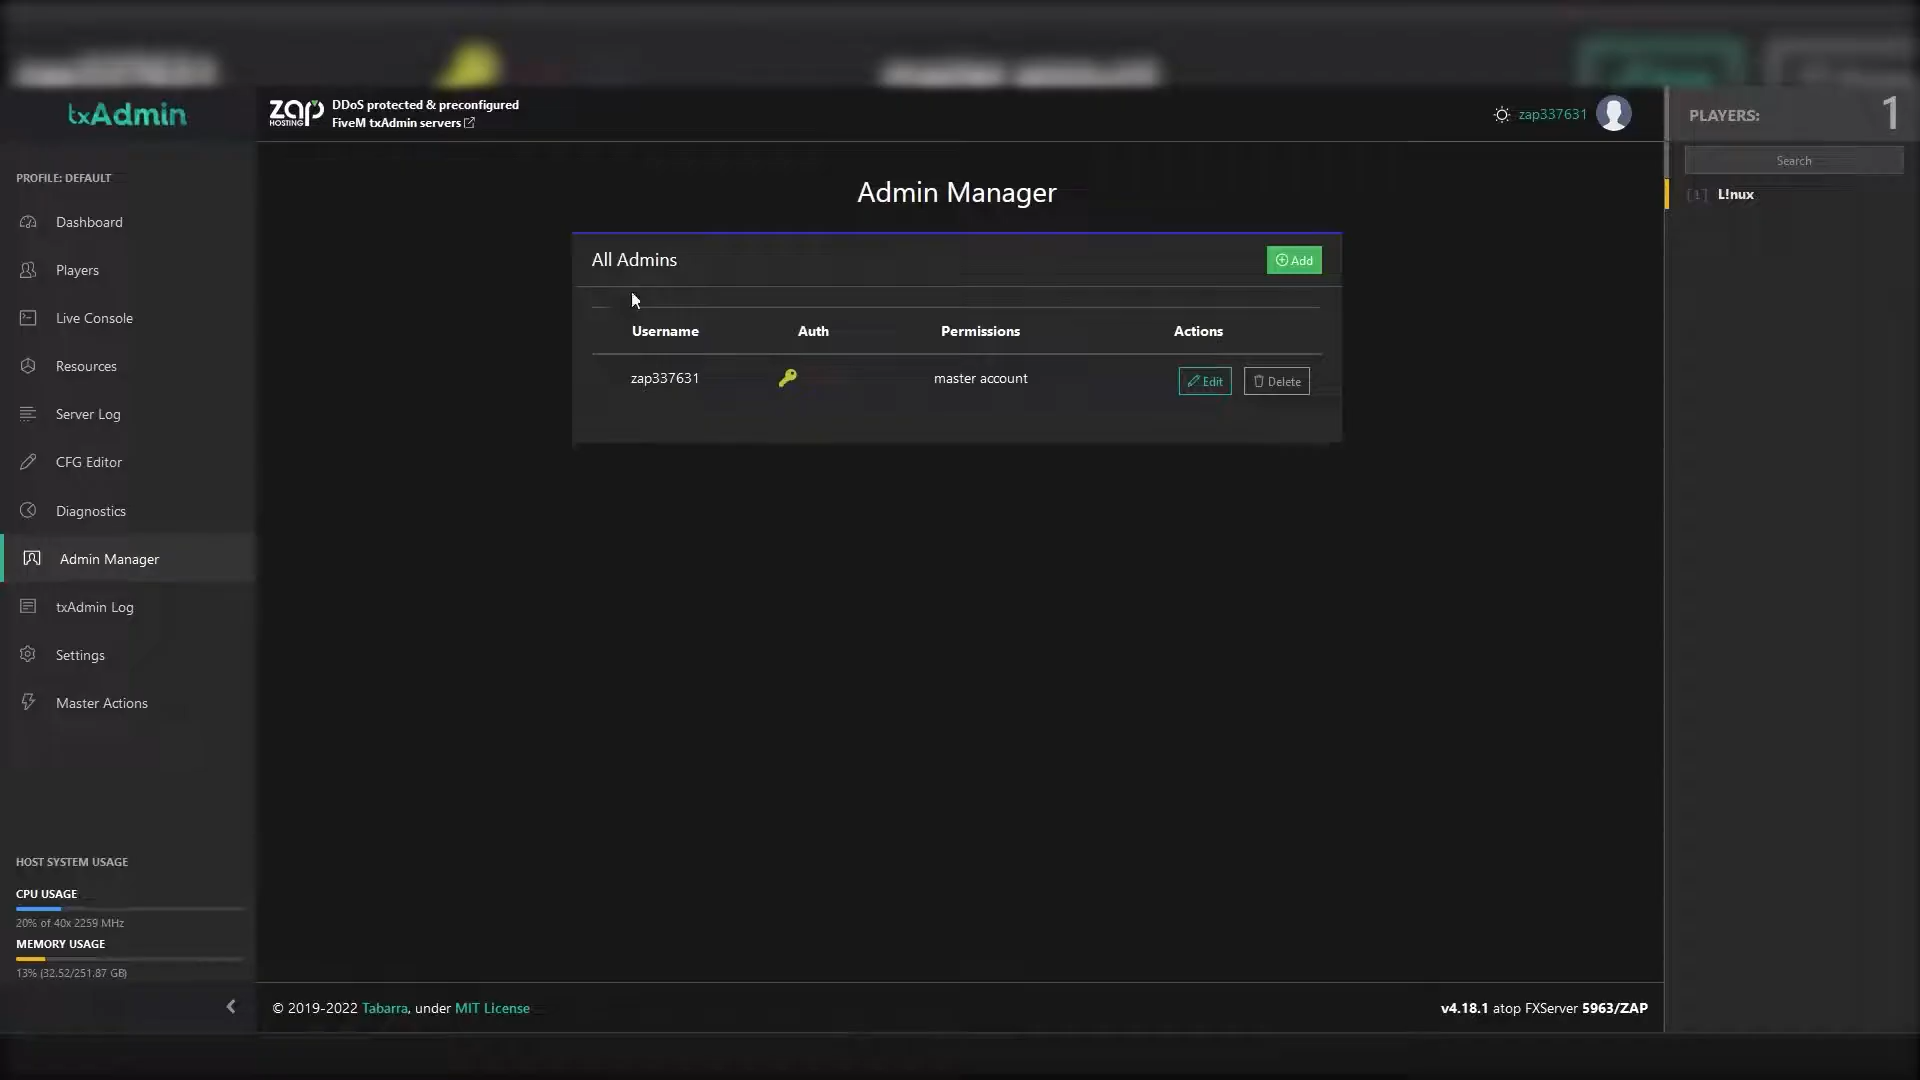 txAdmin
ZAP HOSTING
DDoS protected & preconfigured
FiveM txAdmin servers
zap337631
PLAYERS: 1
Search
[1] L!nux
PROFILE: DEFAULT
Dashboard
Players
Live Console
Resources
Server Log
CFG Editor
Diagnostics
Admin Manager
txAdmin Log
Settings
Master Actions
Admin Manager
All Admins
Add
Username Auth Permissions Actions
zap337631 master account Edit Delete
HOST SYSTEM USAGE
CPU USAGE
20% of 40x 2259 MHz
MEMORY USAGE
13% (32.52/251.87 GB)
© 2019-2022 Tabarra, under MIT License
v4.18.1 atop FXServer 5963/ZAP